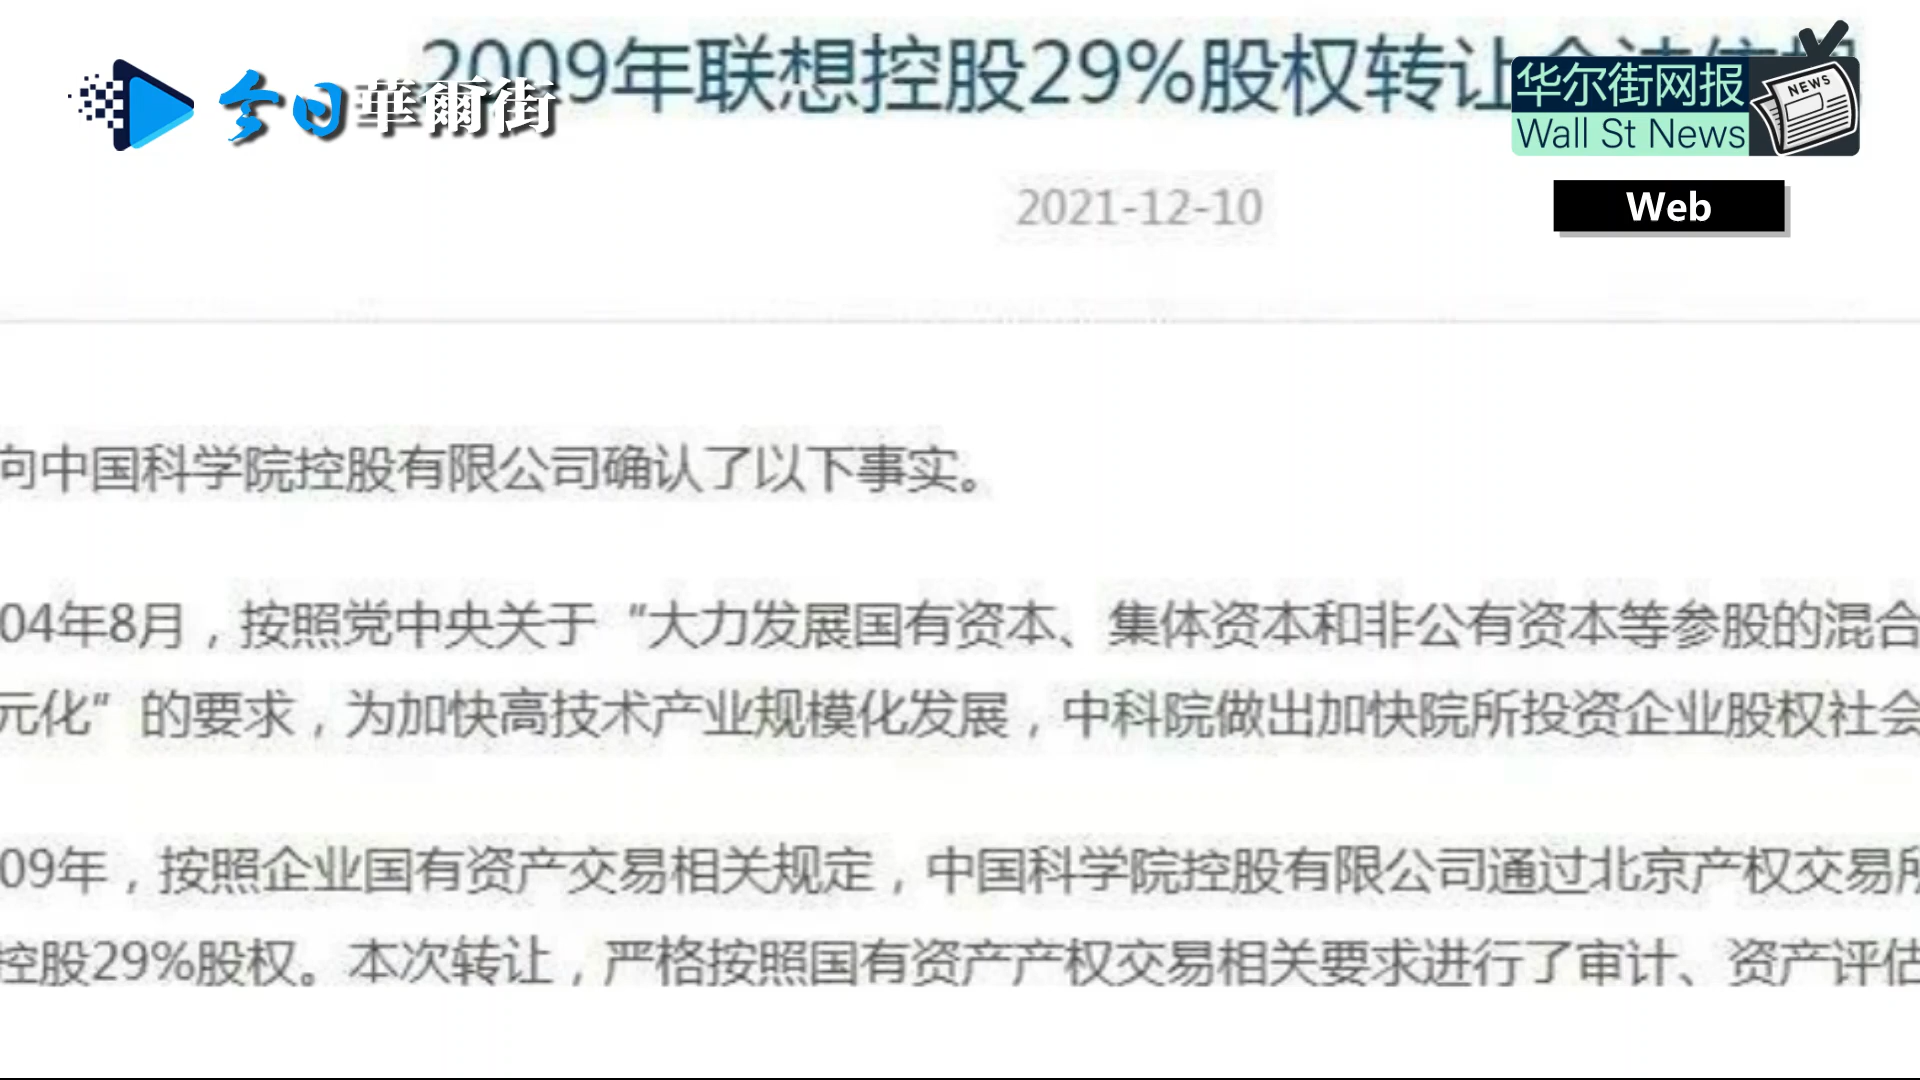 2009年联想控股29%股权转让合法依规
今日華爾街
华尔街网报
Wall St News
NEWS
Web
2021-12-10
向中国科学院控股有限公司确认了以下事实。
04年8月，按照党中央关于“大力发展国有资本、集体资本和非公有资本等参股的混合
元化”的要求，为加快高技术产业规模化发展，中科院做出加快院所投资企业股权社会
09年，按照企业国有资产交易相关规定，中国科学院控股有限公司通过北京产权交易所
控股29%股权。本次转让，严格按照国有资产产权交易相关要求进行了审计、资产评估